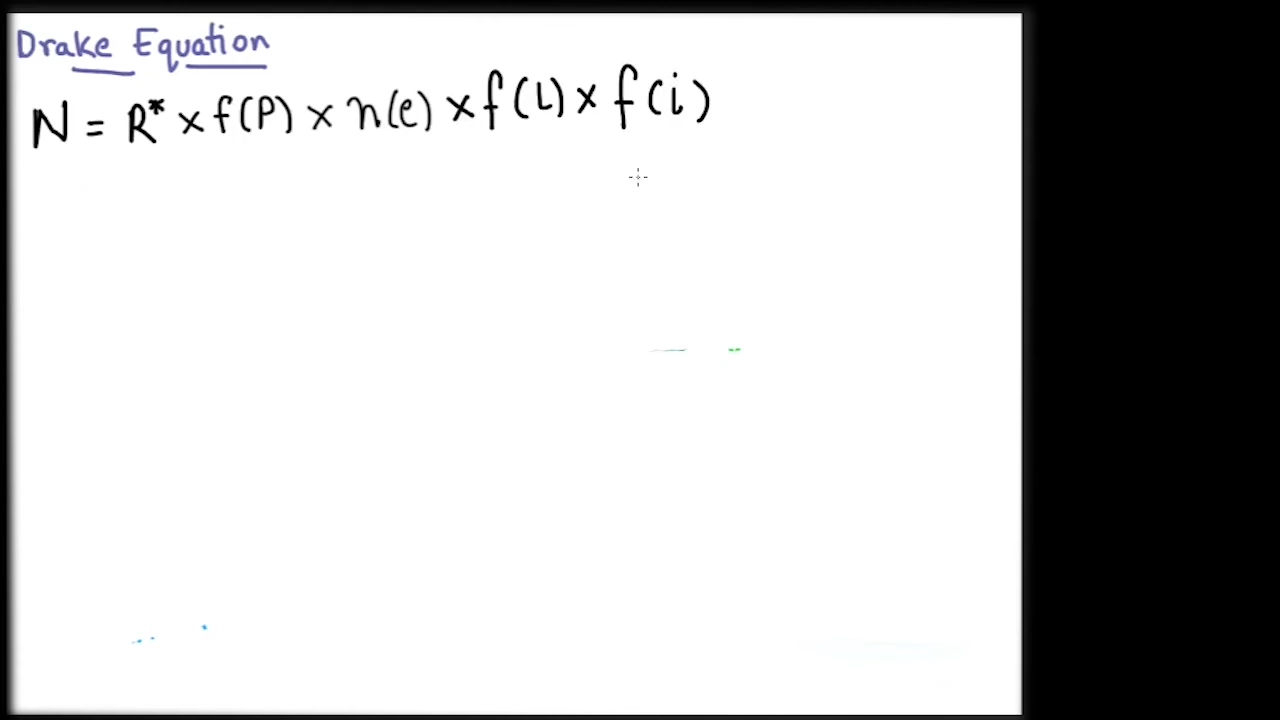 Drake Equation
N = R* × f(P) × n(e) × f(L) × f(i)